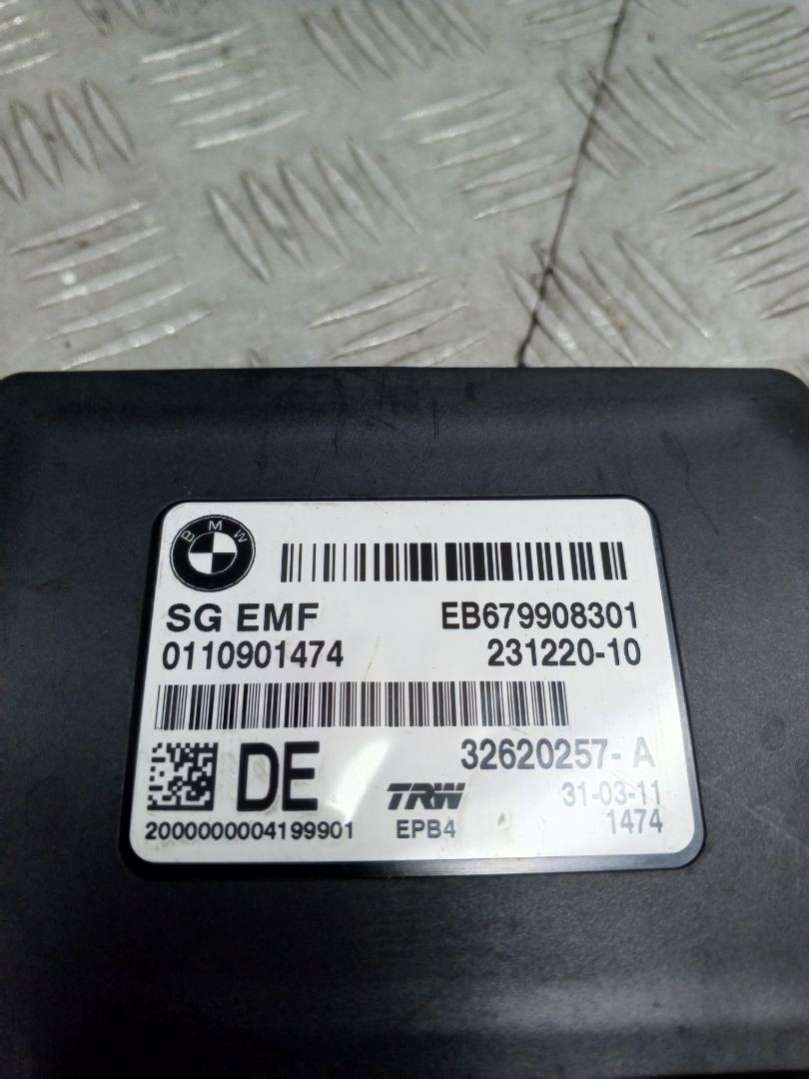 BMW
SG EMF EB679908301
0110901474 231220-10
DE 32620257-A
TRW 31-03-11
2000000004199901 EPB4 1474